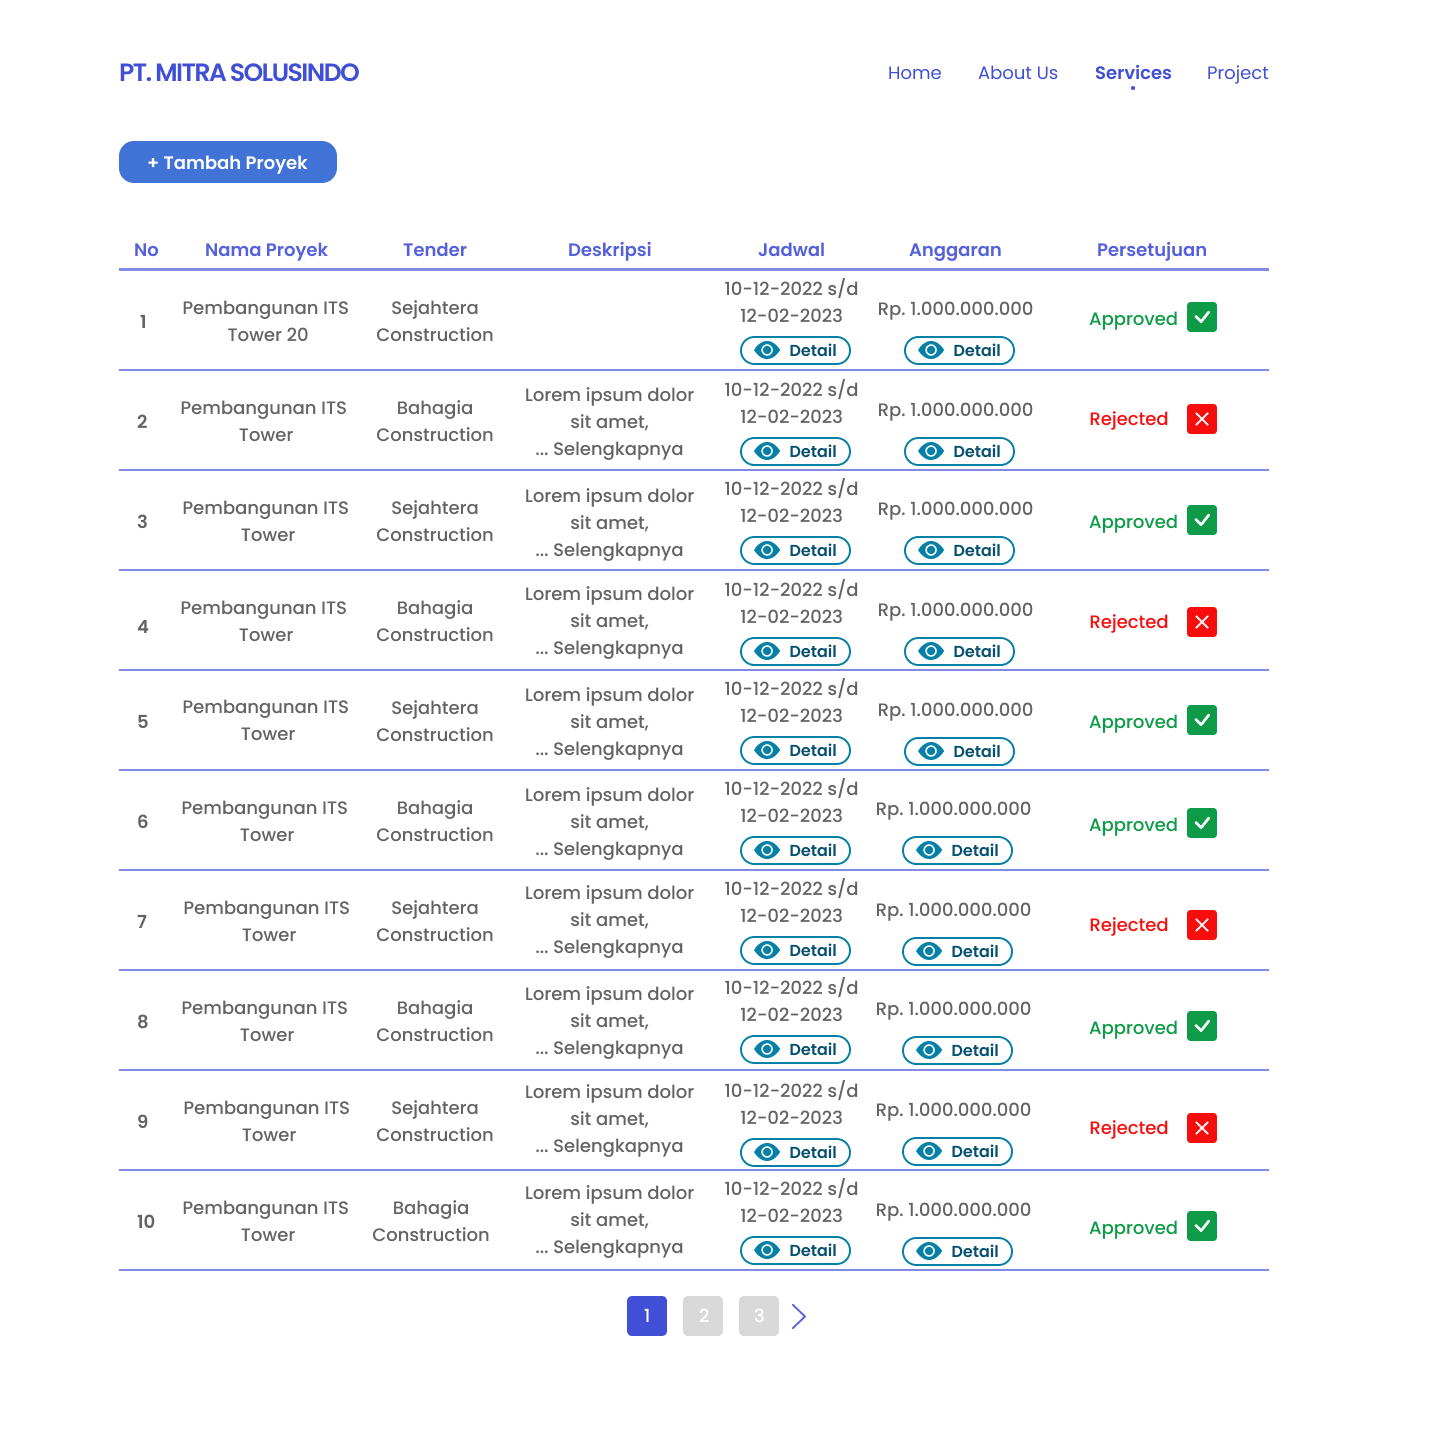 PT. MITRA SOLUSINDO
Home About Us Services Project
+ Tambah Proyek
No Nama Proyek Tender Deskripsi Jadwal Anggaran Persetujuan
1
Pembangunan ITS
Tower 20
Sejahtera
Construction
10-12-2022 s/d
12-02-2023
Detail
Rp. 1.000.000.000
Detail
Approved
2
Pembangunan ITS
Tower
Bahagia
Construction
Lorem ipsum dolor
sit amet,
... Selengkapnya
10-12-2022 s/d
12-02-2023
Detail
Rp. 1.000.000.000
Detail
Rejected
3
Pembangunan ITS
Tower
Sejahtera
Construction
Lorem ipsum dolor
sit amet,
... Selengkapnya
10-12-2022 s/d
12-02-2023
Detail
Rp. 1.000.000.000
Detail
Approved
4
Pembangunan ITS
Tower
Bahagia
Construction
Lorem ipsum dolor
sit amet,
... Selengkapnya
10-12-2022 s/d
12-02-2023
Detail
Rp. 1.000.000.000
Detail
Rejected
5
Pembangunan ITS
Tower
Sejahtera
Construction
Lorem ipsum dolor
sit amet,
... Selengkapnya
10-12-2022 s/d
12-02-2023
Detail
Rp. 1.000.000.000
Detail
Approved
6
Pembangunan ITS
Tower
Bahagia
Construction
Lorem ipsum dolor
sit amet,
... Selengkapnya
10-12-2022 s/d
12-02-2023
Detail
Rp. 1.000.000.000
Detail
Approved
7
Pembangunan ITS
Tower
Sejahtera
Construction
Lorem ipsum dolor
sit amet,
... Selengkapnya
10-12-2022 s/d
12-02-2023
Detail
Rp. 1.000.000.000
Detail
Rejected
8
Pembangunan ITS
Tower
Bahagia
Construction
Lorem ipsum dolor
sit amet,
... Selengkapnya
10-12-2022 s/d
12-02-2023
Detail
Rp. 1.000.000.000
Detail
Approved
9
Pembangunan ITS
Tower
Sejahtera
Construction
Lorem ipsum dolor
sit amet,
... Selengkapnya
10-12-2022 s/d
12-02-2023
Detail
Rp. 1.000.000.000
Detail
Rejected
10
Pembangunan ITS
Tower
Bahagia
Construction
Lorem ipsum dolor
sit amet,
... Selengkapnya
10-12-2022 s/d
12-02-2023
Detail
Rp. 1.000.000.000
Detail
Approved
1 2 3